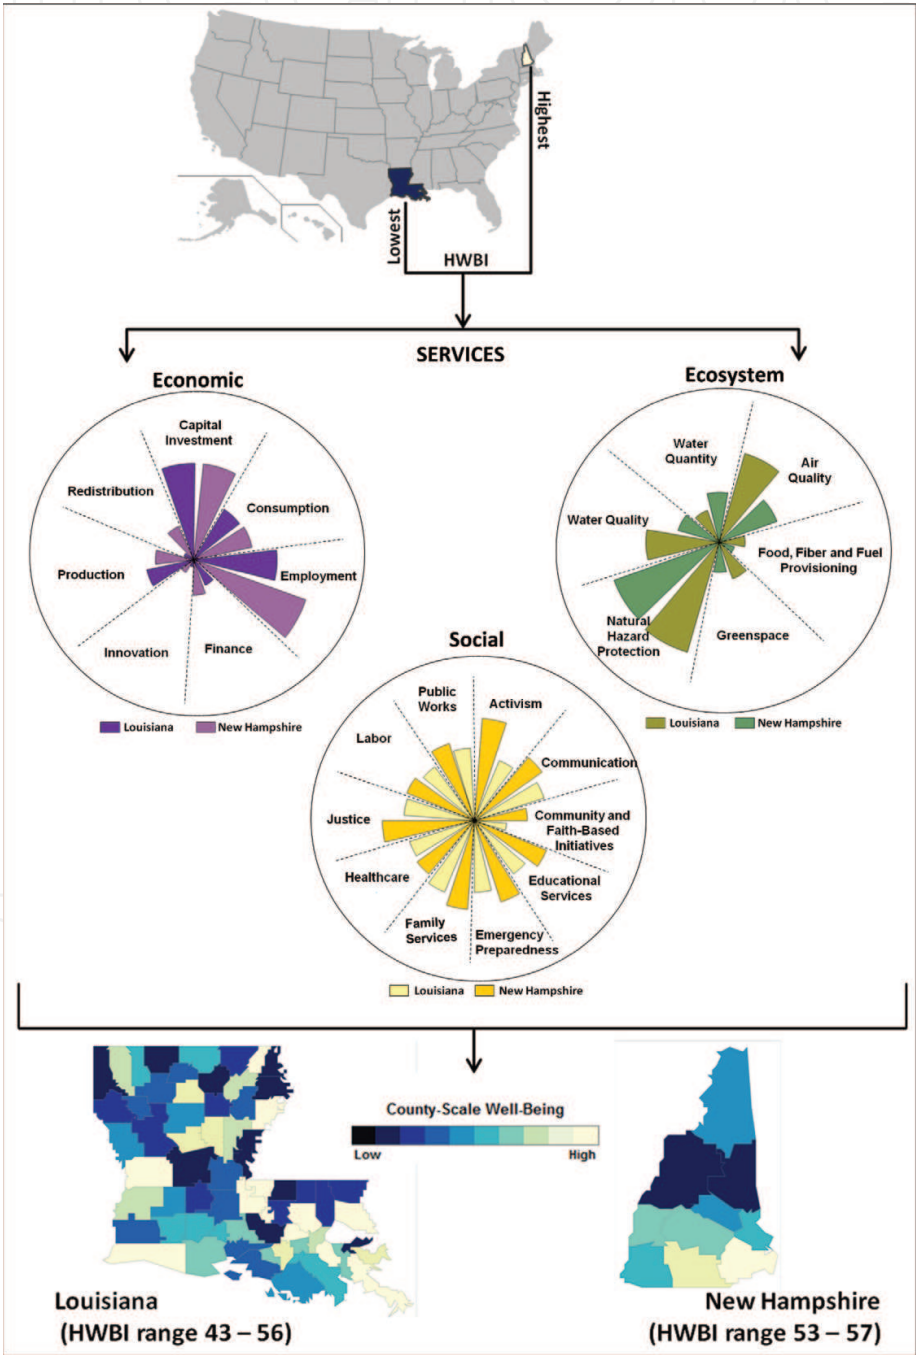 Highest
Lowest
HWBI
SERVICES
Economic
Capital
Investment
Redistribution
Consumption
Production
Employment
Innovation
Finance
Louisiana
New Hampshire
Ecosystem
Water
Quantity
Air
Quality
Water Quality
Food, Fiber and Fuel
Provisioning
Natural
Hazard
Protection
Greenspace
Louisiana
New Hampshire
Social
Public
Works
Activism
Labor
Communication
Justice
Community and
Faith-Based
Initiatives
Healthcare
Educational
Services
Family
Services
Emergency
Preparedness
Louisiana
New Hampshire
County-Scale Well-Being
Low
High
Louisiana
(HWBI range 43 – 56)
New Hampshire
(HWBI range 53 – 57)